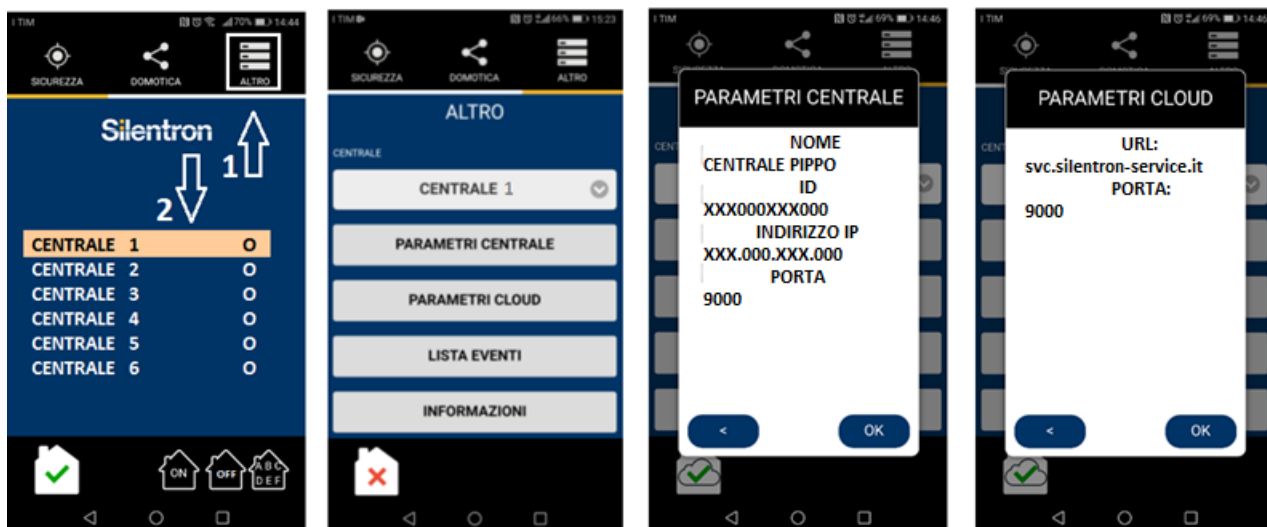 I TIM 70% 14:44
SICUREZZA DOMOTICA ALTRO
Silentron
1
2
CENTRALE 1 O
CENTRALE 2 O
CENTRALE 3 O
CENTRALE 4 O
CENTRALE 5 O
CENTRALE 6 O
ON OFF A B C
D E F
I TIM 66% 15:23
SICUREZZA DOMOTICA ALTRO
ALTRO
CENTRALE
CENTRALE 1
PARAMETRI CENTRALE
PARAMETRI CLOUD
LISTA EVENTI
INFORMAZIONI
I TIM 69% 14:46
PARAMETRI CENTRALE
CENT
NOME
CENTRALE PIPPO
ID
XXX000XXX000
INDIRIZZO IP
XXX.000.XXX.000
PORTA
9000
< OK
I TIM 69% 14:46
PARAMETRI CLOUD
CENT
URL:
svc.silentron-service.it
PORTA:
9000
< OK